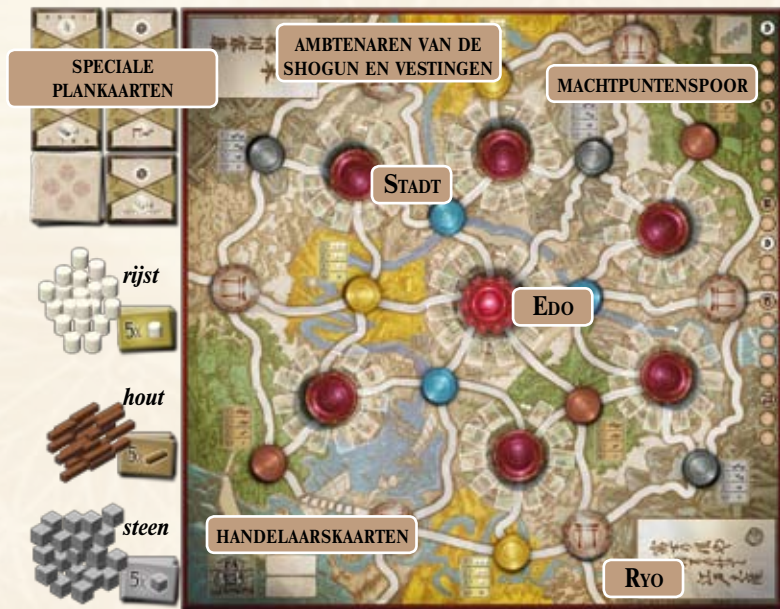 SPECIALE
PLANKAARTEN
AMBTENAREN VAN DE
SHOGUN EN VESTINGEN
MACHTPUNTENSPOOR
STADT
rijst
5x
EDO
hout
5x
steen
5x
HANDELAARSKAARTEN
RYO